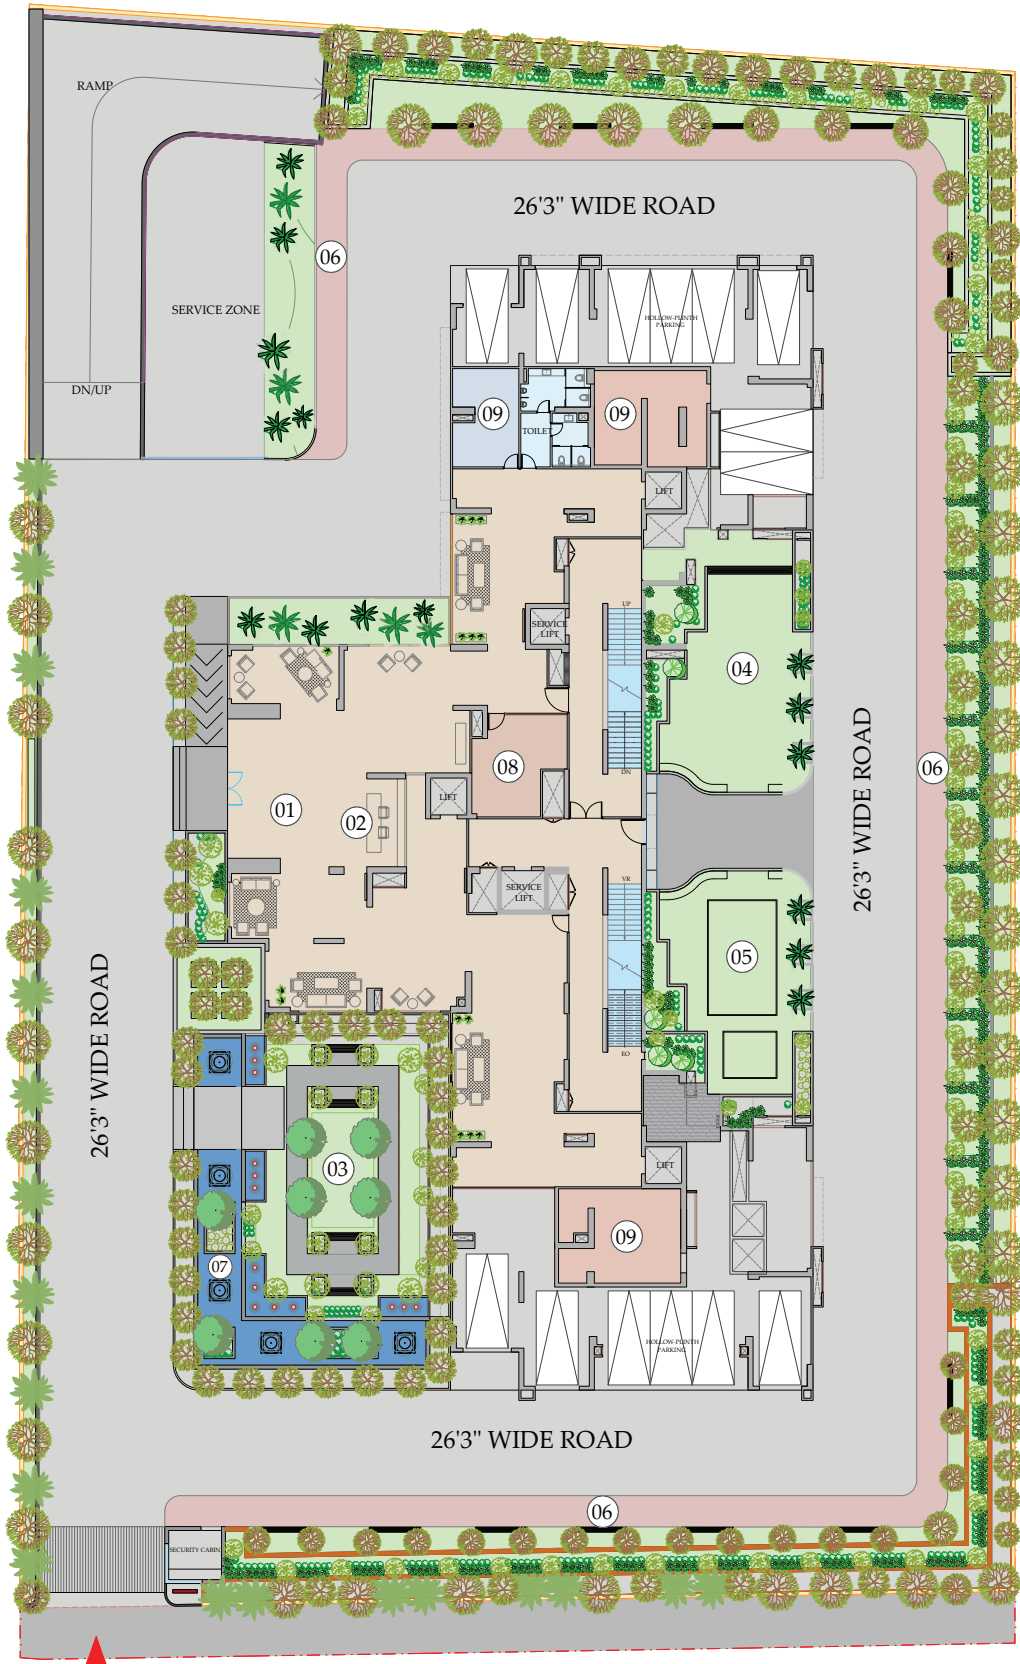 RAMP
26'3" WIDE ROAD
06
SERVICE ZONE
HOLLOW-PLINTH
PARKING
DN/UP
09
TOILET
09
LIFT
UP
SERVICE
LIFT
04
26'3" WIDE ROAD
06
08
DN
LIFT
01
02
VR
SERVICE
LIFT
05
26'3" WIDE ROAD
EO
03
LIFT
09
07
HOLLOW-PLINTH
PARKING
26'3" WIDE ROAD
06
SECURITY CABIN